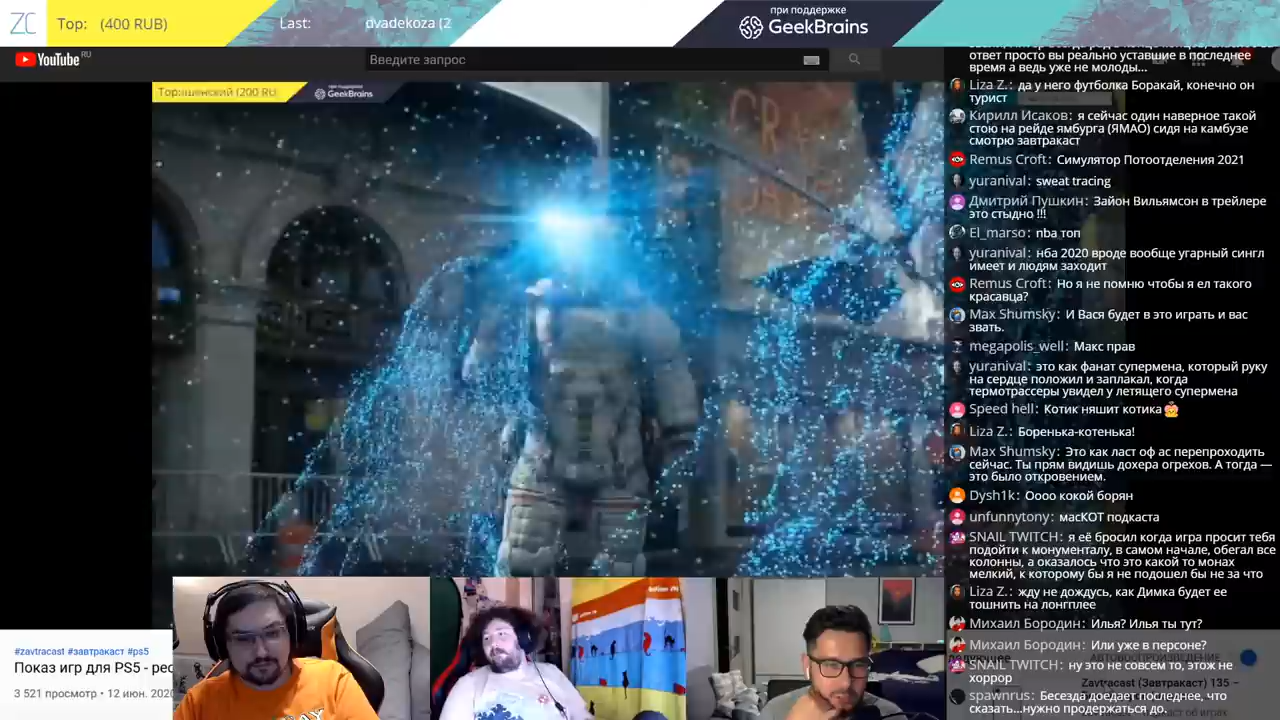 ZC
Top: (400 RUB)
Last: dvadekoza (2
при поддержке
GeekBrains
YouTube RU
Введите запрос
при поддержке
GeekBrains
ответ просто вы реально уставшие в последнее
время а ведь уже не молоды...
Liza Z.: да у него футболка Боракай, конечно он
турист
Кирилл Исаков: я сейчас один наверное такой
стою на рейде ямбурга (ЯМАО) сидя на камбузе
смотрю завтракаст
Remus Croft: Симулятор Потоотделения 2021
yuranival: sweat tracing
Дмитрий Пушкин: Зайон Вильямсон в трейлере
это стыдно !!!
El_marso: nba топ
yuranival: нба 2020 вроде вообще угарный сингл
имеет и людям заходит
Remus Croft: Но я не помню чтобы я ел такого
красавца?
Max Shumsky: И Вася будет в это играть и вас
звать.
megapolis_well: Макс прав
yuranival: это как фанат супермена, который руку
на сердце положил и заплакал, когда
термотрассеры увидел у летящего супермена
Speed hell: Котик няшит котика
Liza Z.: Боренька-котенька!
Max Shumsky: Это как ласт оф ас перепроходить
сейчас. Ты прям видишь дохера огрехов. А тогда —
это было откровением.
Dysh1k: Оооо кокой борян
unfunnytony: масКОТ подкаста
SNAIL TWITCH: я её бросил когда игра просит тебя
подойти к монументалу, в самом начале, обегал все
колонны, а оказалось что это какой то монах
мелкий, к которому бы я не подошел бы не за что
Liza Z.: жду не дождусь, как Димка будет ее
тошнить на лонгплее
Михаил Бородин: Илья? Илья ты тут?
Михаил Бородин: Или уже в персоне?
SNAIL TWITCH: ну это не совсем то, этож не
хоррор
spawnrus: Бесезда доедает последнее, что
сказать...нужно продержаться до.
АВТОВОСПРОИЗВЕДЕНИЕ
Zavtracast (Завтракаст) 135 –
#zavtracast #завтракаст #ps5
Показ игр для PS5 - рес
3 521 просмотр • 12 июн. 2020